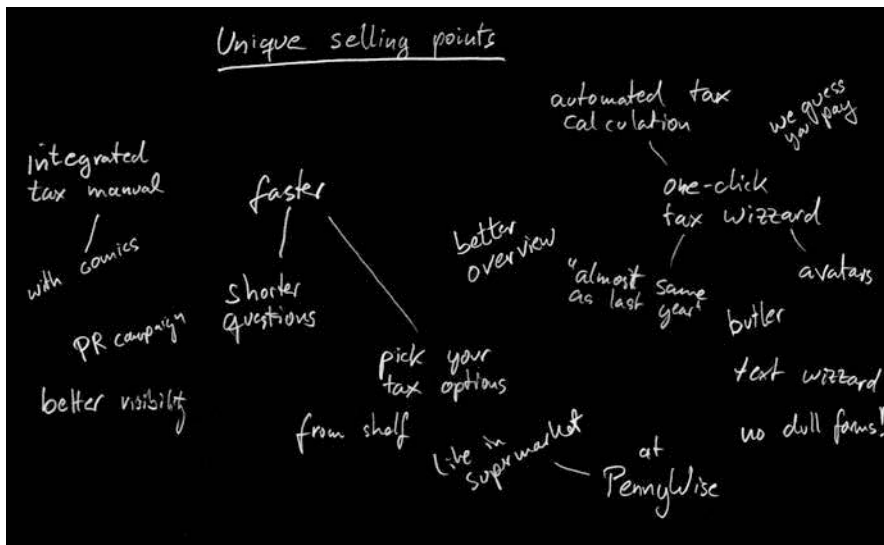 Unique selling points
automated tax
calculation
we guess
you pay
integrated
tax manual
with comics
faster
one-click
tax wizzard
better
overview
"almost same
as last year"
avatars
shorter
questions
butler
PR campaign
pick your
tax options
text wizzard
better visibility
from shelf
no dull forms!
like in
supermarket
at
PennyWise